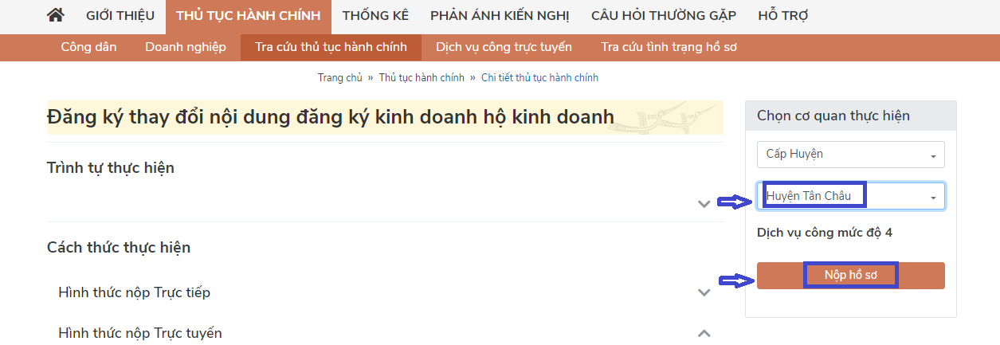 GIỚI THIỆU THỦ TỤC HÀNH CHÍNH THỐNG KÊ PHẢN ÁNH KIẾN NGHỊ CÂU HỎI THƯỜNG GẶP HỖ TRỢ
Công dân Doanh nghiệp Tra cứu thủ tục hành chính Dịch vụ công trực tuyến Tra cứu tình trạng hồ sơ
Trang chủ » Thủ tục hành chính » Chi tiết thủ tục hành chính
Đăng ký thay đổi nội dung đăng ký kinh doanh hộ kinh doanh
Trình tự thực hiện
Cách thức thực hiện
Hình thức nộp Trực tiếp
Hình thức nộp Trực tuyến
Chọn cơ quan thực hiện
Cấp Huyện
Huyện Tân Châu
Dịch vụ công mức độ 4
Nộp hồ sơ